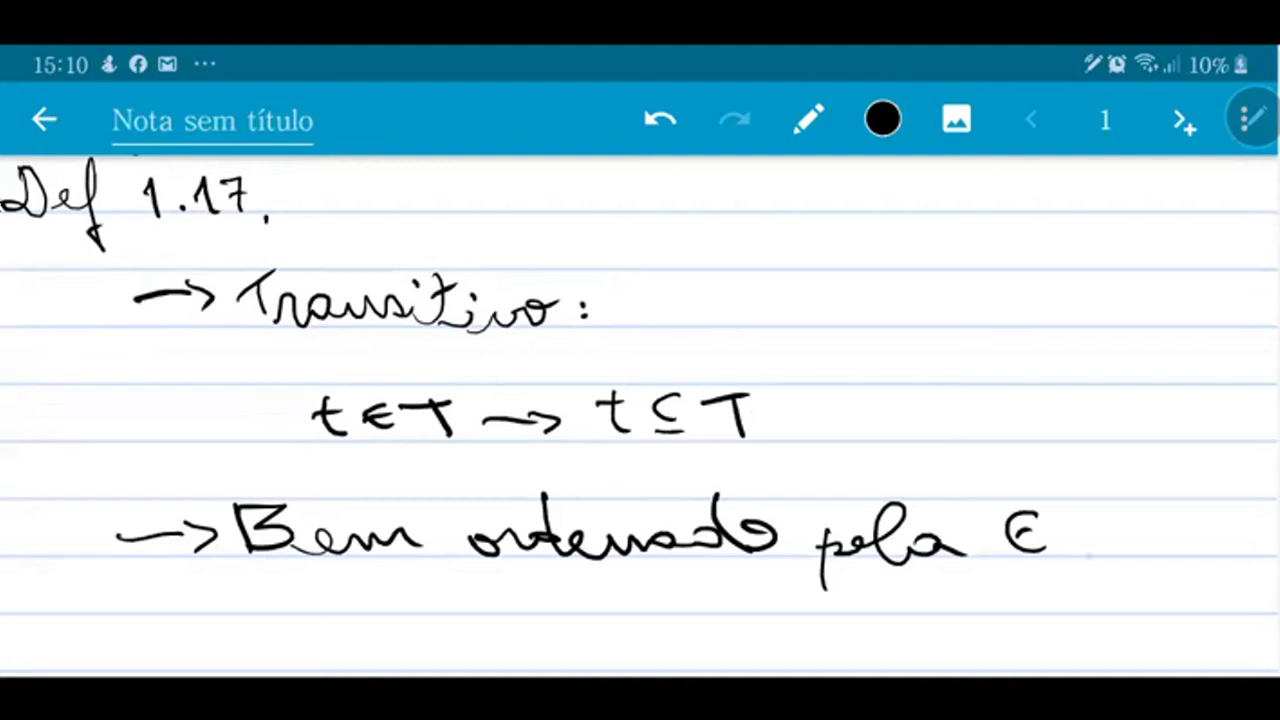 15:10 ... 10%
Nota sem título 1
Def 1.17.
→ Transitivo:
t ∈ T → t ⊆ T
→ Bem ordenado pela ∈